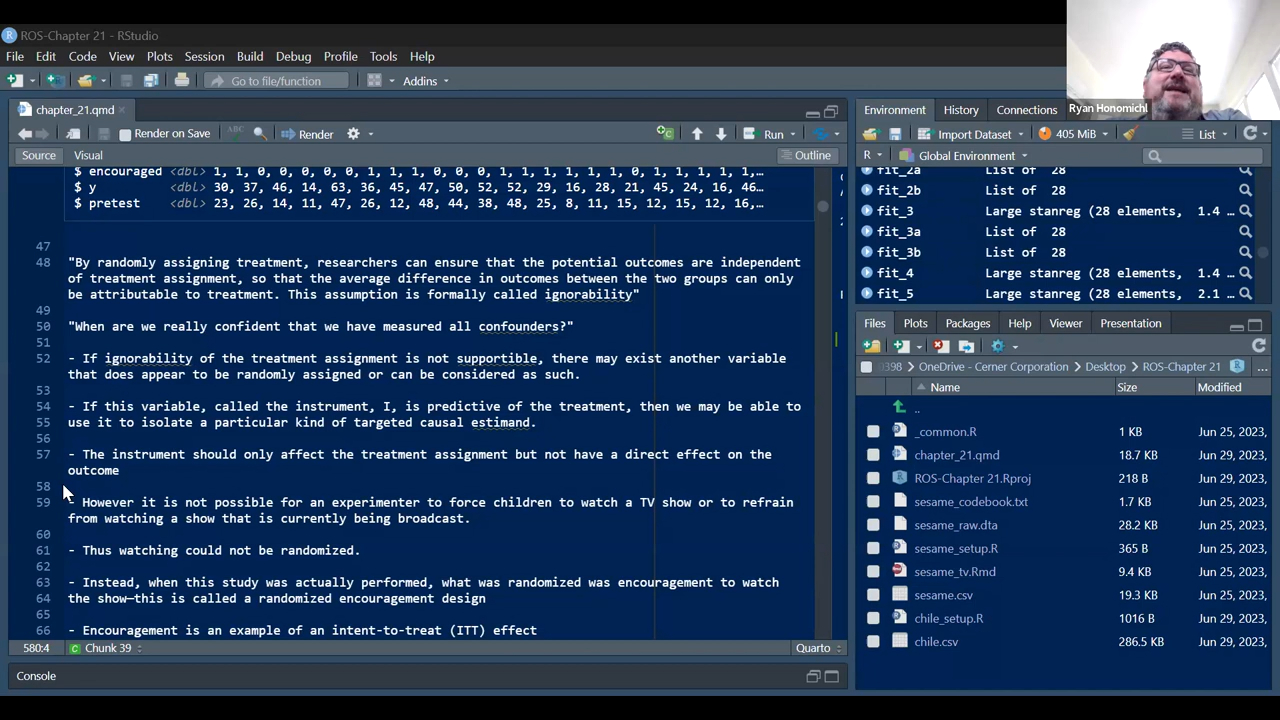 ROS-Chapter 21 - RStudio
File Edit Code View Plots Session Build Debug Profile Tools Help
Go to file/function Addins
Ryan Honomichl
chapter_21.qmd
Environment History Connections
Render on Save Render Run
Import Dataset 405 MiB List
Source Visual Outline
R Global Environment
$ encouraged <dbl> 1, 1, 0, 0, 0, 0, 0, 1, 1, 1, 0, 0, 0, 1, 1, 1, 1, 0, 1, 1, 1, 1,…
$ y <dbl> 30, 37, 46, 14, 63, 36, 45, 47, 50, 52, 52, 29, 16, 28, 21, 45, 24, 16, 46…
$ pretest <dbl> 23, 26, 14, 11, 47, 26, 12, 48, 44, 38, 48, 25, 8, 11, 15, 12, 15, 12, 16,…
47
48 "By randomly assigning treatment, researchers can ensure that the potential outcomes are independent
of treatment assignment, so that the average difference in outcomes between the two groups can only
be attributable to treatment. This assumption is formally called ignorability"
49
50 "When are we really confident that we have measured all confounders?"
51
52 - If ignorability of the treatment assignment is not supportible, there may exist another variable
that does appear to be randomly assigned or can be considered as such.
53
54 - If this variable, called the instrument, I, is predictive of the treatment, then we may be able to
55 use it to isolate a particular kind of targeted causal estimand.
56
57 - The instrument should only affect the treatment assignment but not have a direct effect on the
outcome
58
59 - However it is not possible for an experimenter to force children to watch a TV show or to refrain
from watching a show that is currently being broadcast.
60
61 - Thus watching could not be randomized.
62
63 - Instead, when this study was actually performed, what was randomized was encouragement to watch
64 the show—this is called a randomized encouragement design
65
66 - Encouragement is an example of an intent-to-treat (ITT) effect
580:4 Chunk 39 Quarto
Console
fit_2a List of 28
fit_2b List of 28
fit_3 Large stanreg (28 elements, 1.4
fit_3a List of 28
fit_3b List of 28
fit_4 Large stanreg (28 elements, 1.4
fit_5 Large stanreg (28 elements, 2.1
Files Plots Packages Help Viewer Presentation
0398 OneDrive - Cerner Corporation Desktop ROS-Chapter 21 ...
Name Size Modified
..
_common.R 1 KB Jun 25, 2023,
chapter_21.qmd 18.7 KB Jun 25, 2023,
ROS-Chapter 21.Rproj 218 B Jun 29, 2023,
sesame_codebook.txt 1.7 KB Jun 25, 2023,
sesame_raw.dta 28.2 KB Jun 25, 2023,
sesame_setup.R 365 B Jun 25, 2023,
sesame_tv.Rmd 9.4 KB Jun 25, 2023,
sesame.csv 19.3 KB Jun 25, 2023,
chile_setup.R 1016 B Jun 29, 2023,
chile.csv 286.5 KB Jun 29, 2023,